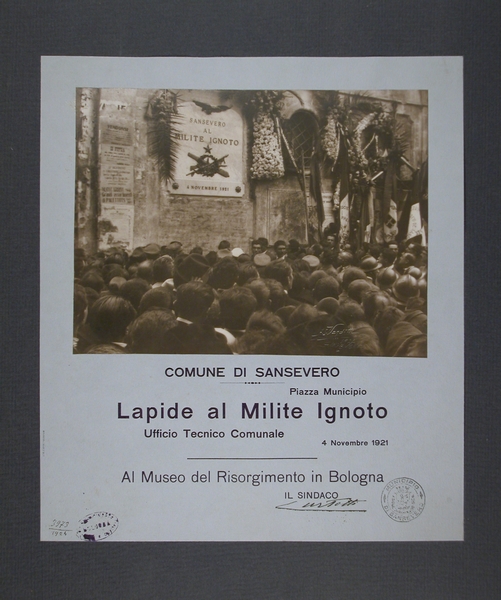 SANSEVERO
AL
MILITE IGNOTO
4 NOVEMBRE 1921
COMUNE DI SANSEVERO
Piazza Municipio
Lapide al Milite Ignoto
Ufficio Tecnico Comunale
4 Novembre 1921
Al Museo del Risorgimento in Bologna
IL SINDACO
MUNICIPIO